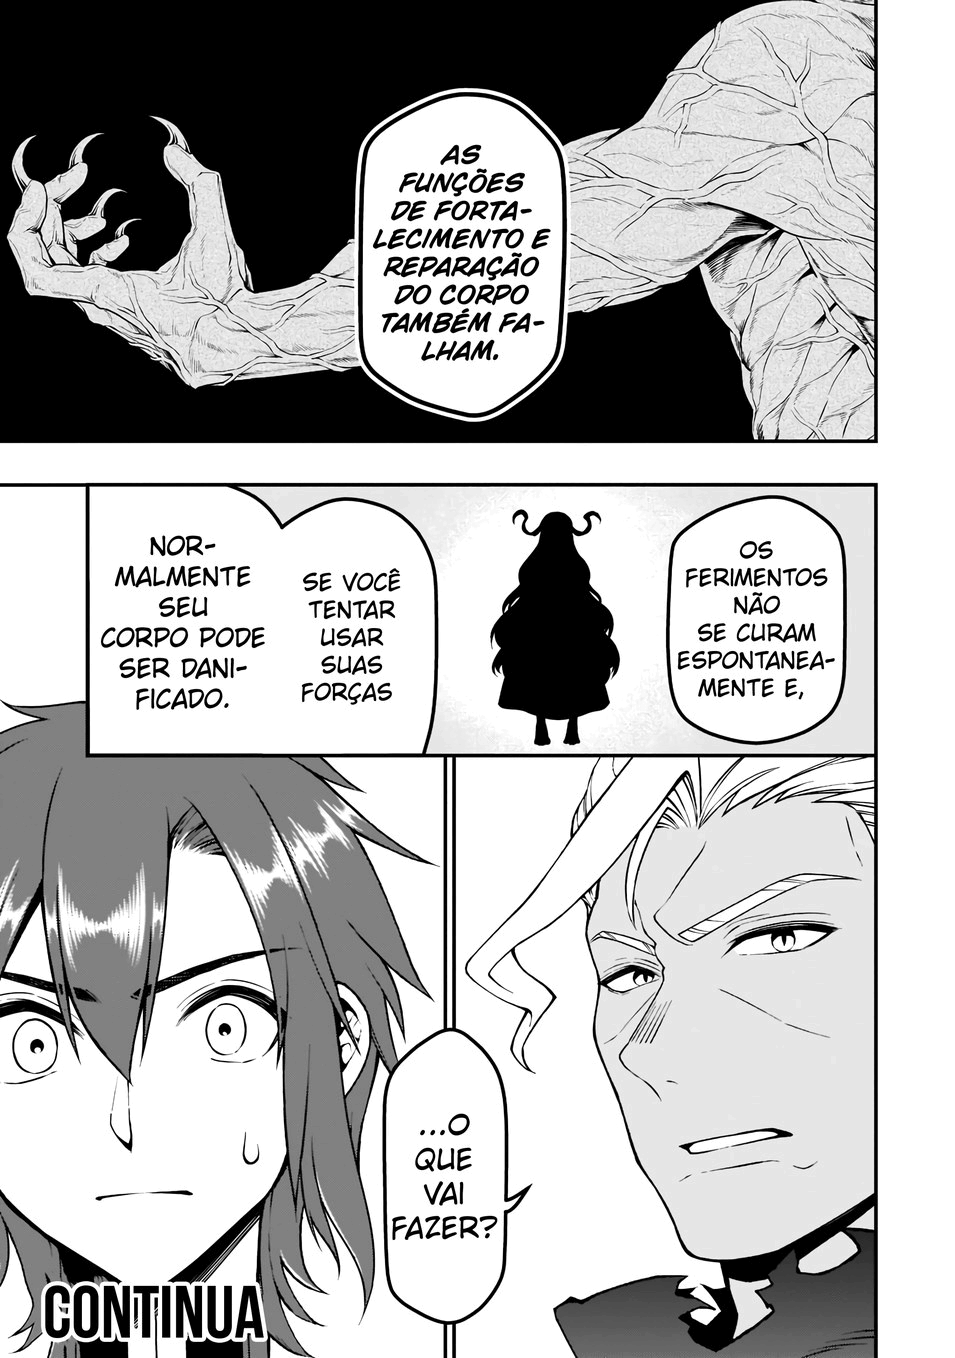 AS
FUNÇÕES
DE FORTA-
LECIMENTO E
REPARAÇÃO
DO CORPO
TAMBÉM FA-
LHAM.
OS
FERIMENTOS
NÃO
SE CURAM
ESPONTANEA-
MENTE E,
SE VOCÊ
TENTAR
USAR
SUAS
FORÇAS
NOR-
MALMENTE
SEU
CORPO PODE
SER DANI-
FICADO.
...O
QUE
VAI
FAZER?
CONTINUA